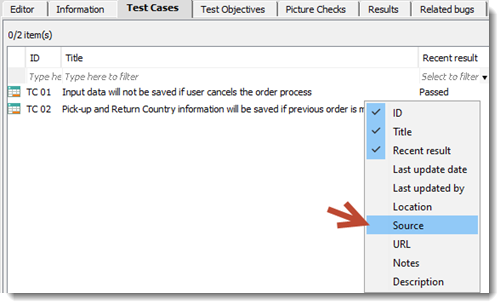 Editor Information Test Cases Test Objectives Picture Checks Results Related bugs
0/2 item(s)
ID Title Recent result
Type he Type here to filter Select to filter
TC 01 Input data will not be saved if user cancels the order process Passed
TC 02 Pick-up and Return Country information will be saved if previous order is
ID
Title
Recent result
Last update date
Last updated by
Location
Source
URL
Notes
Description